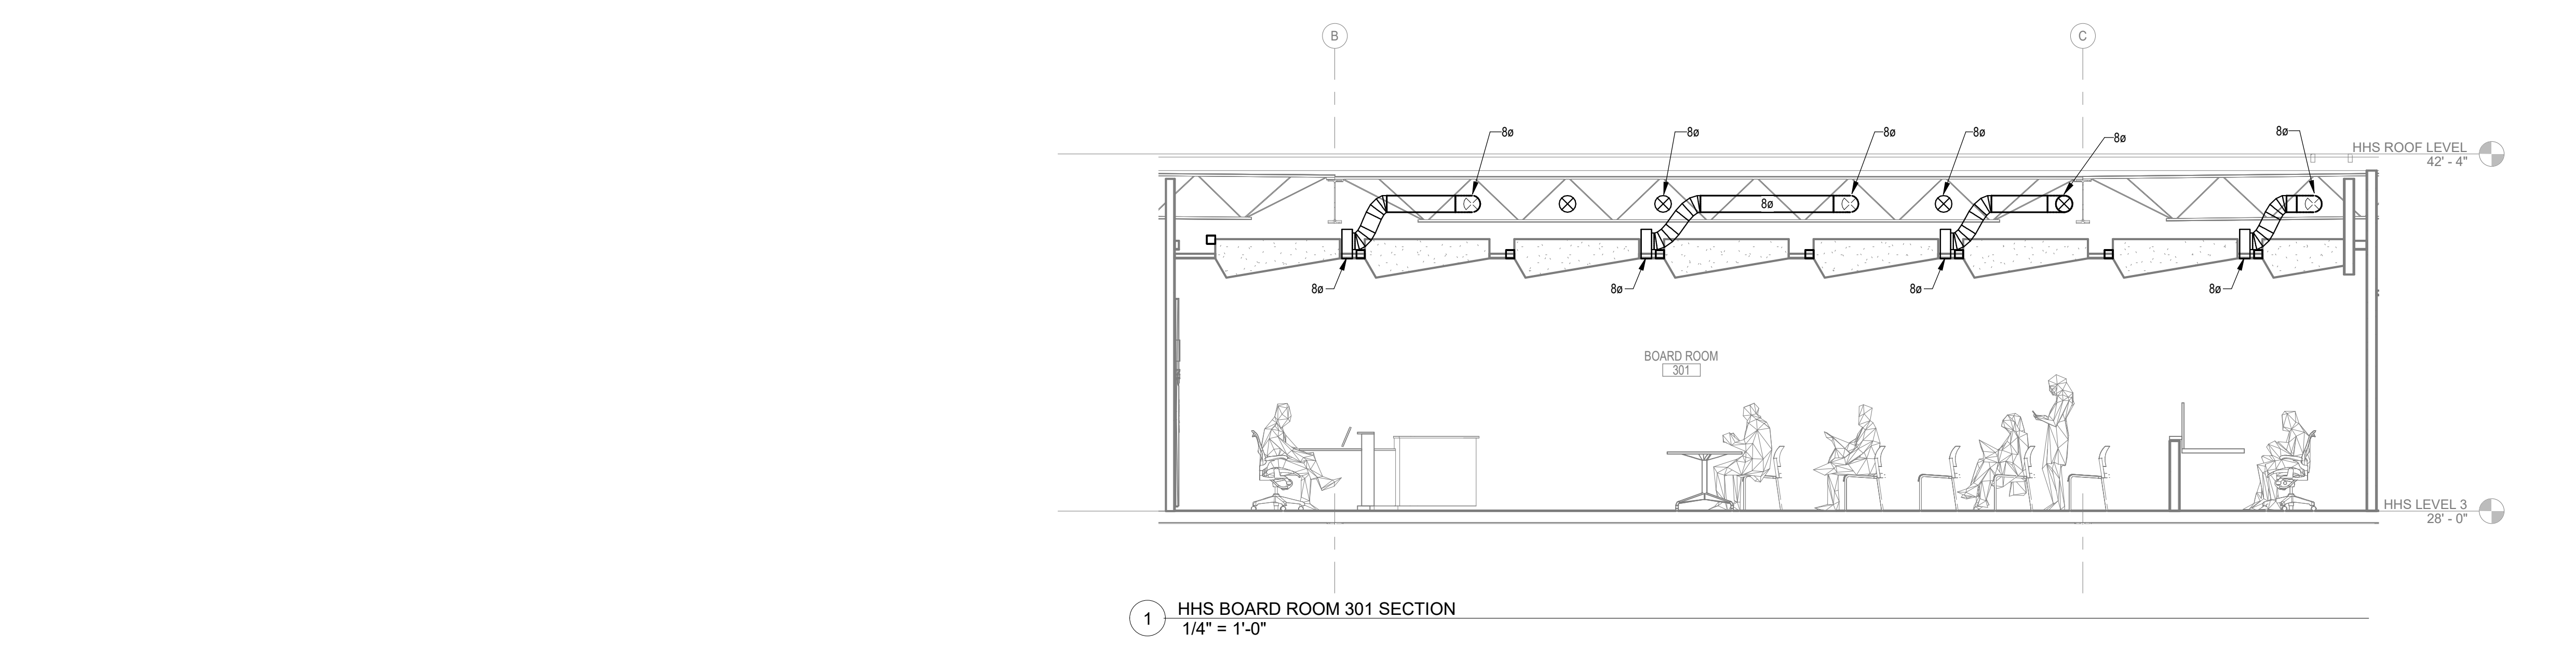 B
C
8ø
8ø
8ø
8ø
8ø
8ø
HHS ROOF LEVEL
42' - 4"
8ø
8ø
8ø
8ø
8ø
BOARD ROOM
301
HHS LEVEL 3
28' - 0"
1
HHS BOARD ROOM 301 SECTION
1/4" = 1'-0"